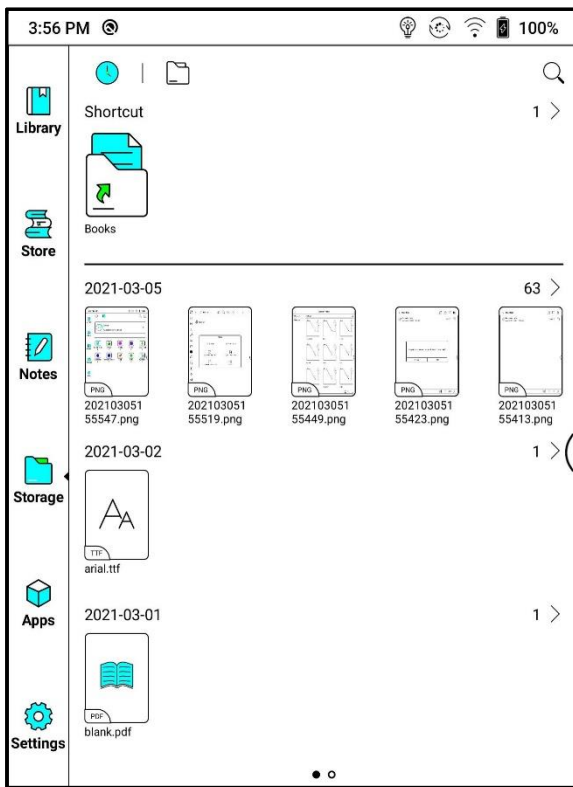 3:56 PM
100%
Library
Store
Notes
Storage
Apps
Settings
Shortcut
1
Books
2021-03-05
63
PNG
202103051
55547.png
PNG
202103051
55519.png
PNG
202103051
55449.png
PNG
202103051
55423.png
PNG
202103051
55413.png
2021-03-02
1
TTF
arial.ttf
2021-03-01
1
PDF
blank.pdf